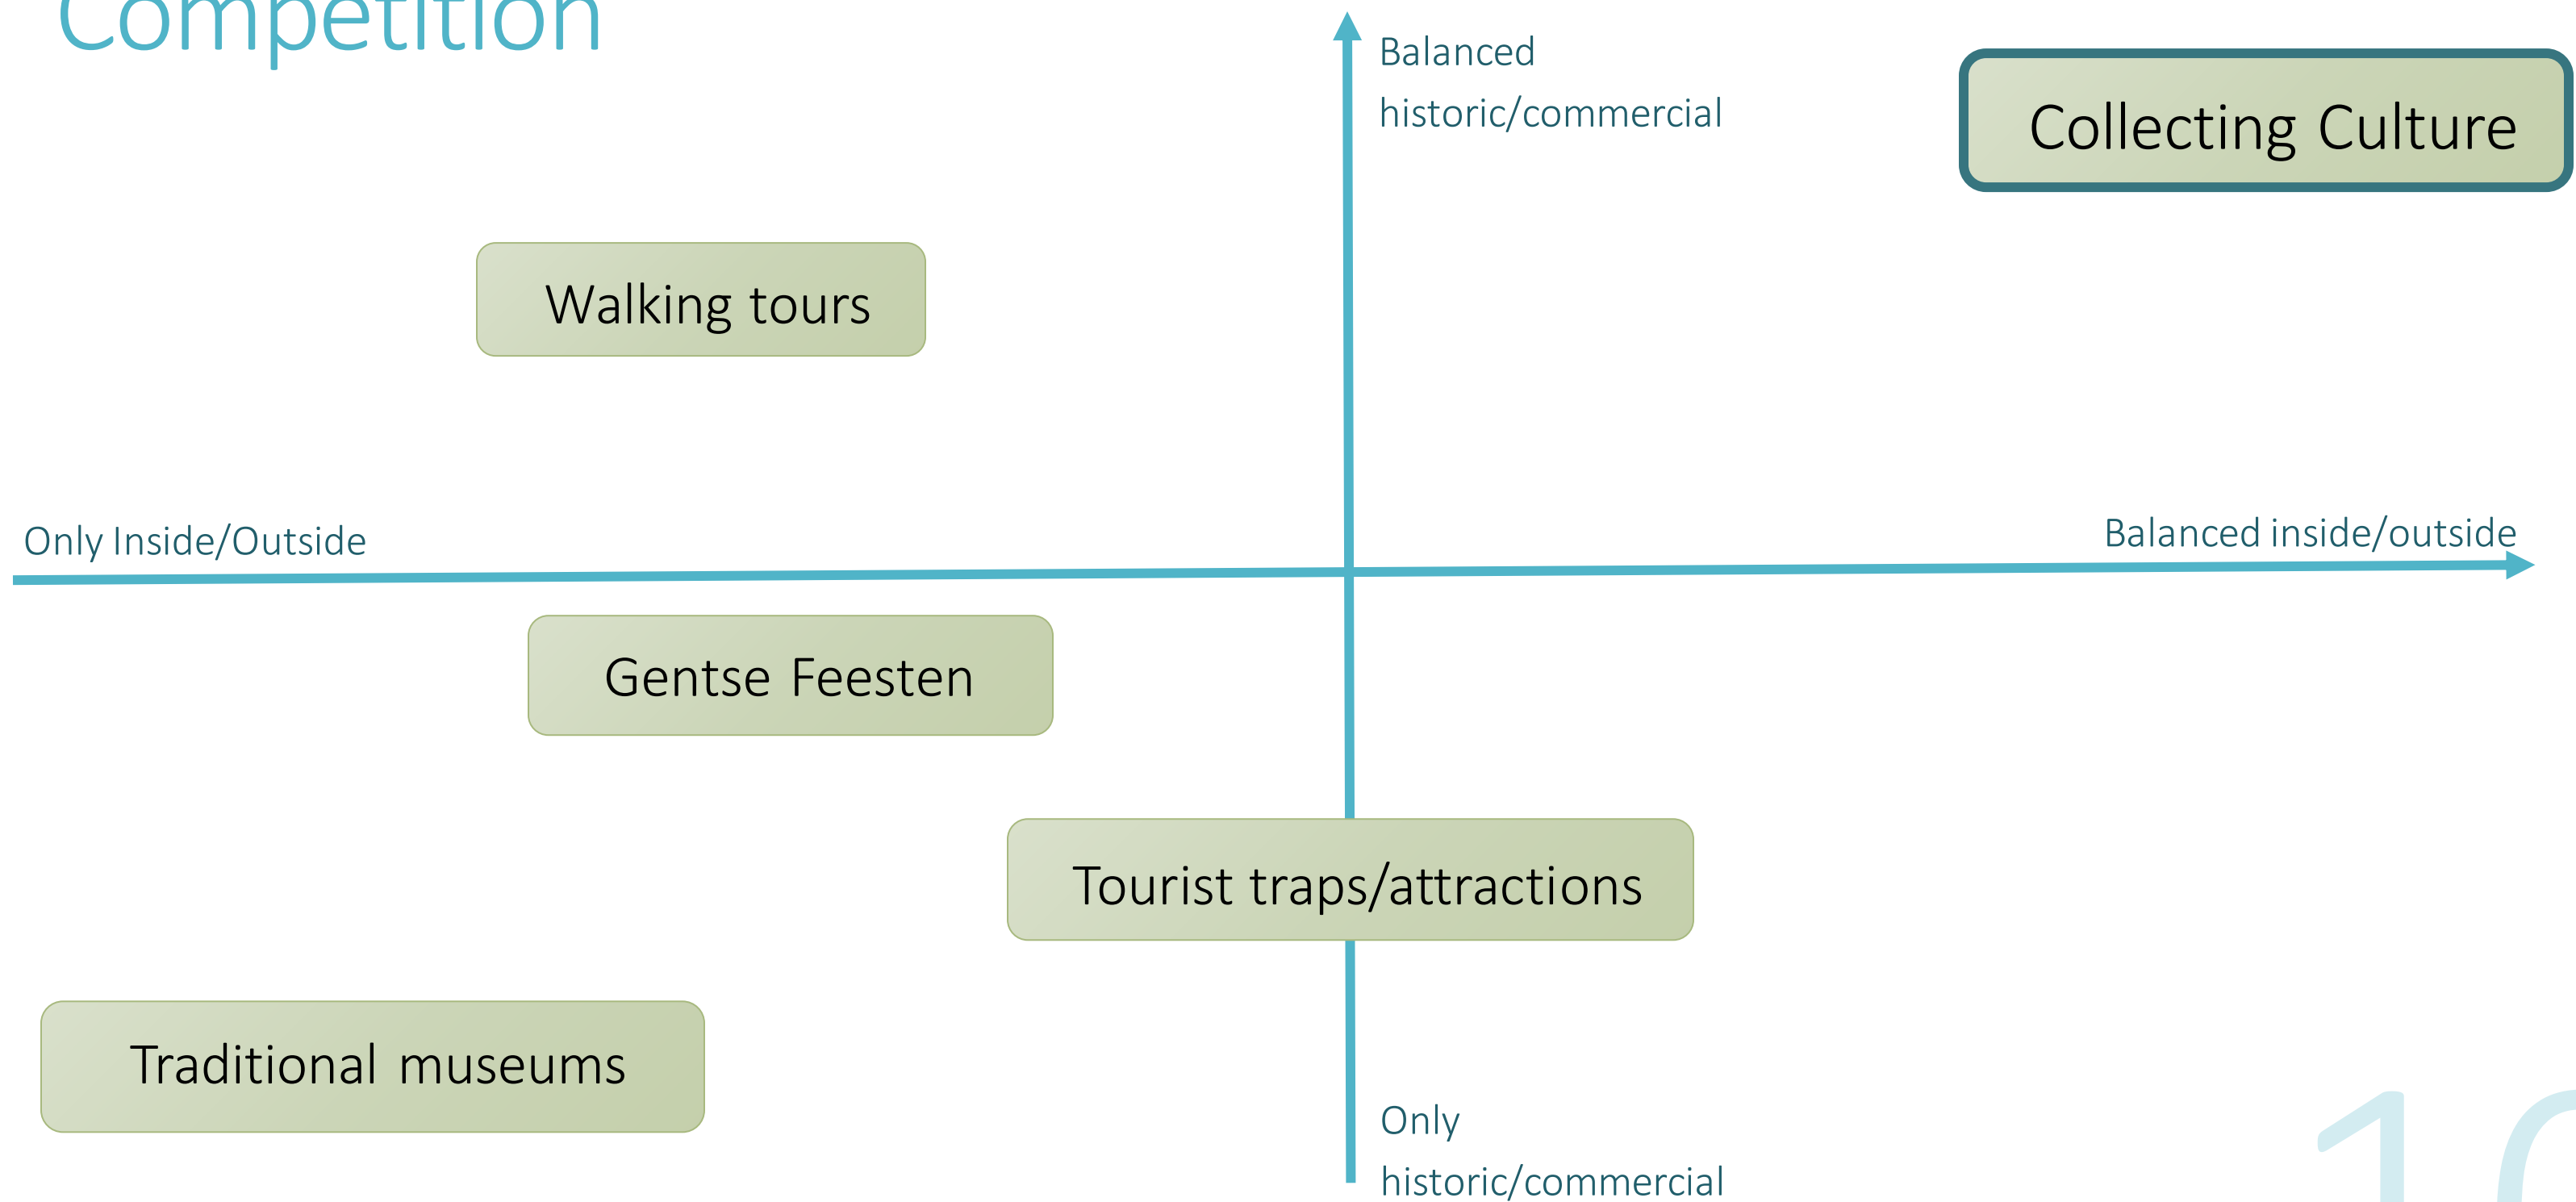 Competition
Balanced
historic/commercial
Collecting Culture
Walking tours
Only Inside/Outside
Balanced inside/outside
Gentse Feesten
Tourist traps/attractions
Traditional museums
Only
historic/commercial
10